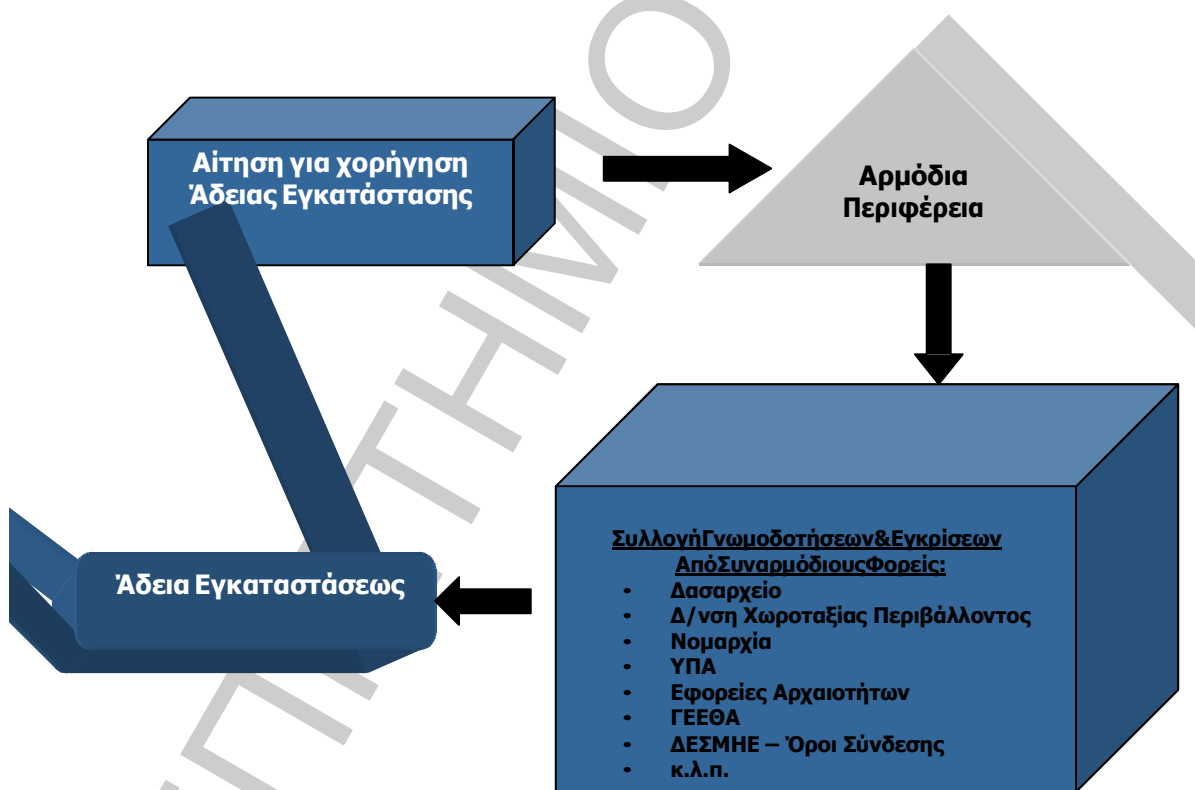 Αίτηση για χορήγηση
Άδειας Εγκατάστασης
Αρμόδια
Περιφέρεια
ΣυλλογήΓνωμοδοτήσεων&Εγκρίσεων
ΑπόΣυναρμόδιουςΦορείς:
• Δασαρχείο
• Δ/νση Χωροταξίας Περιβάλλοντος
• Νομαρχία
• ΥΠΑ
• Εφορείες Αρχαιοτήτων
• ΓΕΕΘΑ
• ΔΕΣΜΗΕ – Όροι Σύνδεσης
• κ.λ.π.
Άδεια Εγκαταστάσεως